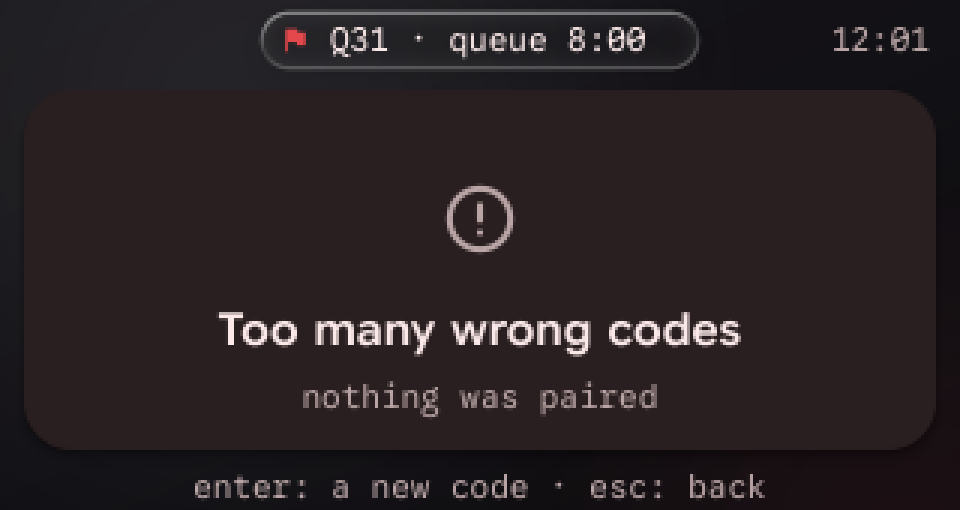 Q31 · queue 8:00
12:01
Too many wrong codes
nothing was paired
enter: a new code · esc: back